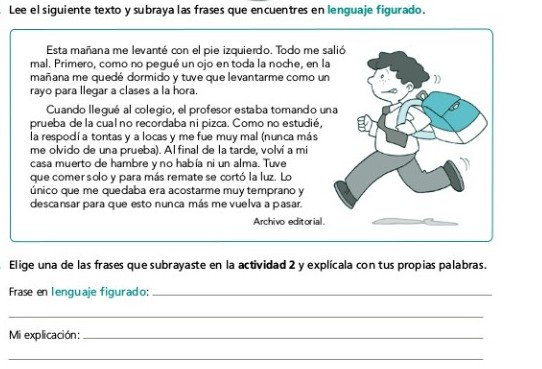 Lee el siguiente texto y subraya las frases que encuentres en lenguaje figurado.
Esta mañana me levanté con el pie izquierdo. Todo me salió
mal. Primero, como no pegué un ojo en toda la noche, en la
mañana me quedé dormido y tuve que levantarme como un
rayo para llegar a clases a la hora.
Cuando llegué al colegio, el profesor estaba tomando una
prueba de la cual no recordaba ni pizca. Como no estudié,
la respodía tontas y a locas y me fue muy mal (nunca más
me olvido de una prueba). Al final de la tarde, volví a mi
casa muerto de hambre y no había ni un alma. Tuve
que comer solo y para más remate se cortó la luz. Lo
único que me quedaba era acostarme muy temprano y
descansar para que esto nunca más me vuelva a pasar.
Archivo editorial.
Elige una de las frases que subrayaste en la actividad 2 y explícala con tus propias palabras.
Frase en lenguaje figurado:
Mi explicación: